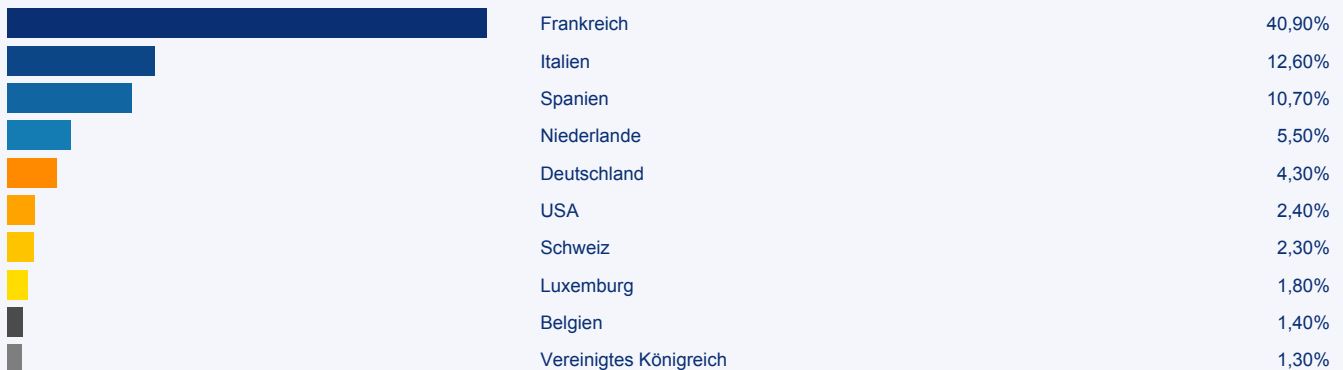 Frankreich 40,90%
Italien 12,60%
Spanien 10,70%
Niederlande 5,50%
Deutschland 4,30%
USA 2,40%
Schweiz 2,30%
Luxemburg 1,80%
Belgien 1,40%
Vereinigtes Königreich 1,30%